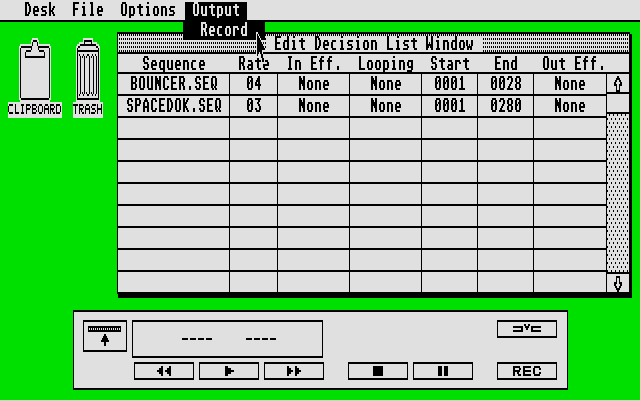 Desk File Options Output
Record
Edit Decision List Window
Sequence Rate In Eff. Looping Start End Out Eff.
BOUNCER.SEQ 04 None None 0001 0028 None
SPACEDOK.SEQ 03 None None 0001 0280 None
CLIPBOARD TRASH
---- ----
REC